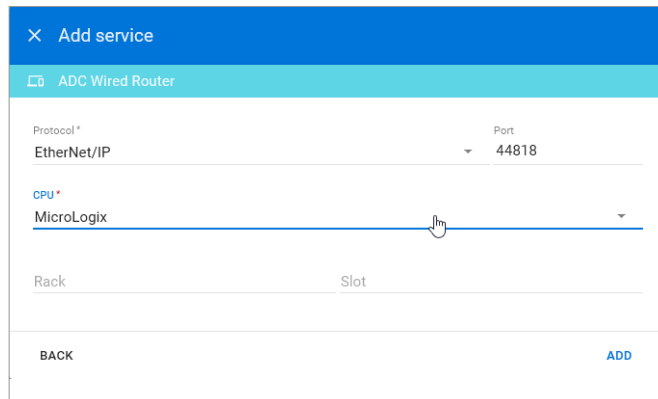 Add service
ADC Wired Router
Protocol *
Port
EtherNet/IP
44818
CPU *
MicroLogix
Rack
Slot
BACK
ADD